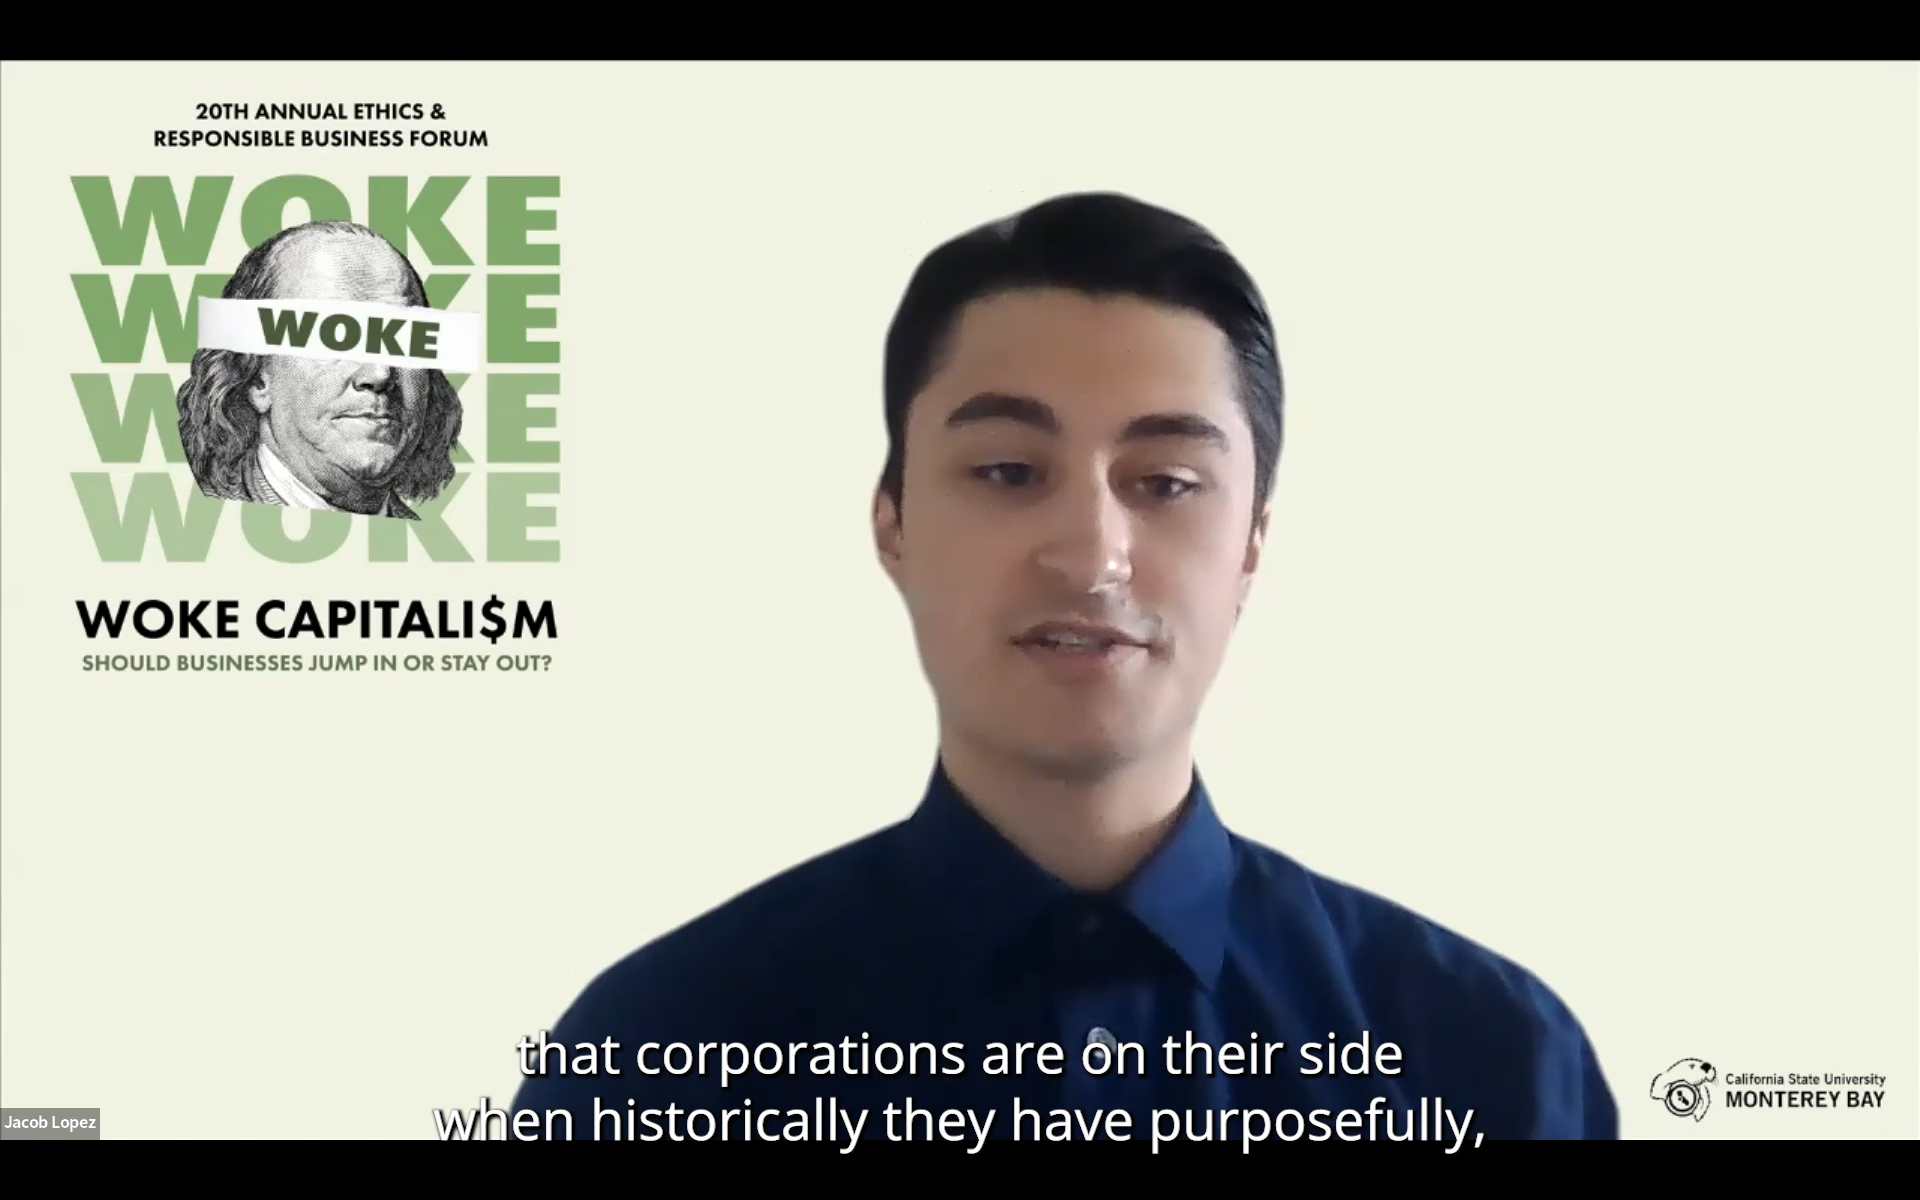 20TH ANNUAL ETHICS &
RESPONSIBLE BUSINESS FORUM
WOKE
WOKE
WOKE
WOKE
WOKE
WOKE CAPITALI$M
SHOULD BUSINESSES JUMP IN OR STAY OUT?
that corporations are on their side
when historically they have purposefully,
Jacob Lopez
California State University
MONTEREY BAY